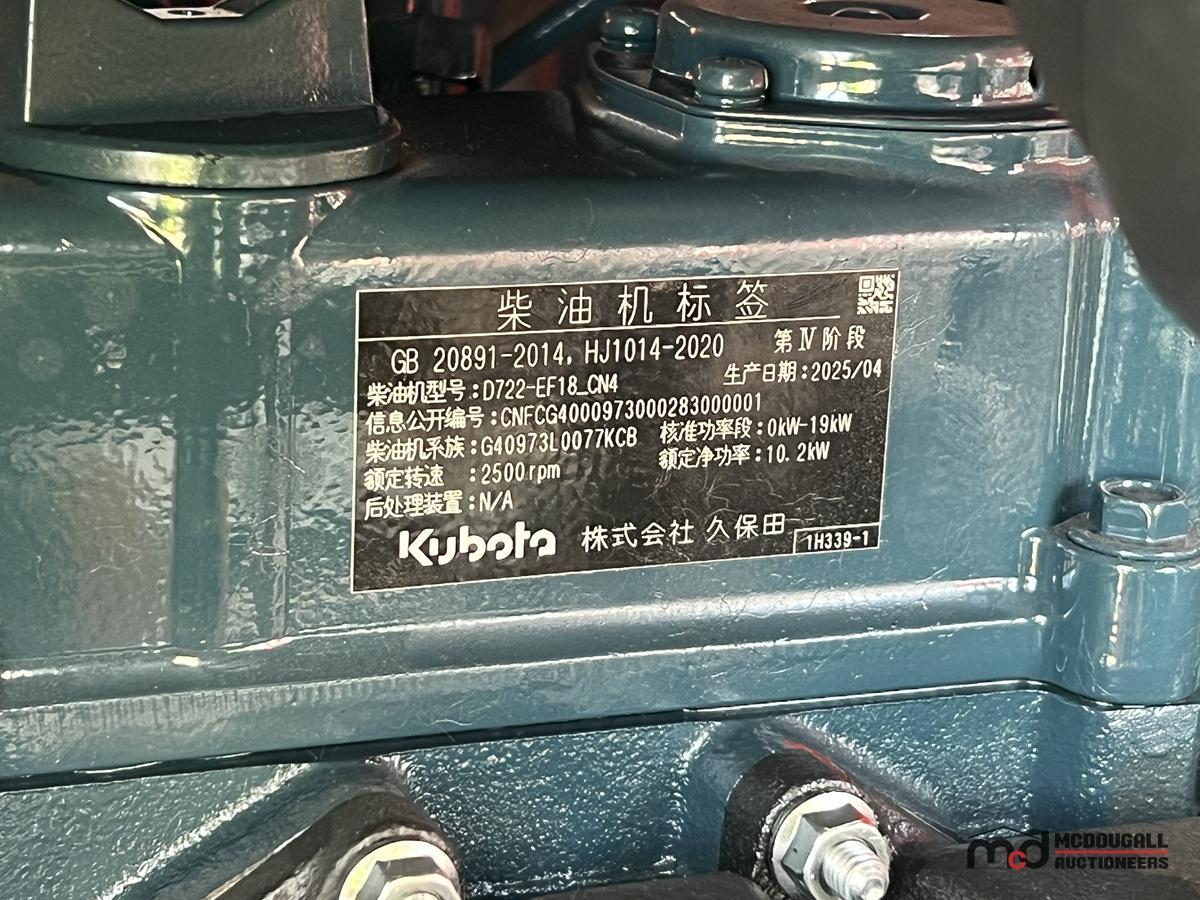 柴油机标签
GB 20891-2014, HJ1014-2020 第Ⅳ阶段
柴油机型号:D722-EF18_CN4 生产日期:2025/04
信息公开编号:CNFCG4000973000283000001
柴油机系族:G40973L0077KCB 核准功率段:0kW-19kW
额定转速 :2500rpm 额定净功率:10.2kW
后处理装置:N/A
Kubota 株式会社 久保田 1H339-1
mcd MCDOUGALL
AUCTIONEERS